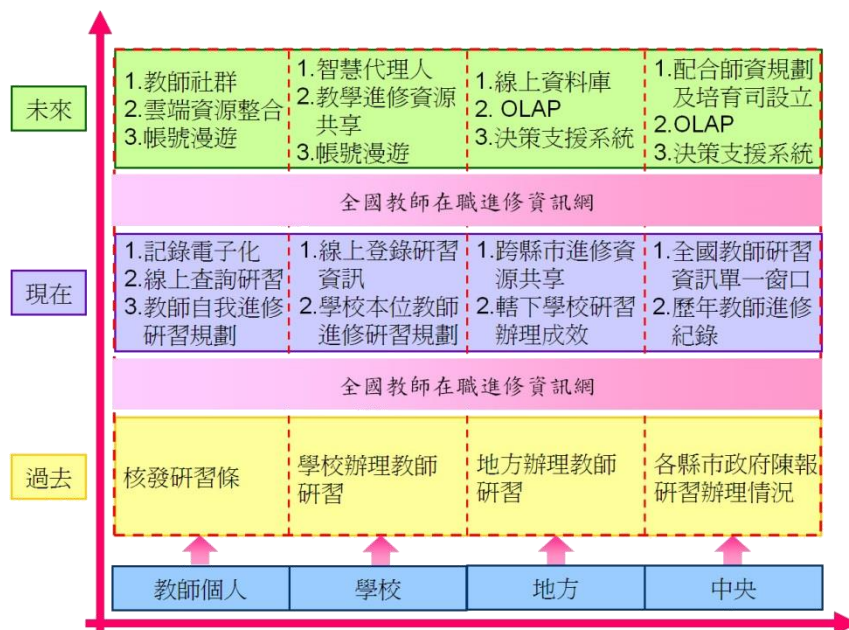 未來
1.教師社群
2.雲端資源整合
3.帳號漫遊
1.智慧代理人
2.教學進修資源
共享
3.帳號漫遊
1.線上資料庫
2. OLAP
3.決策支援系統
1.配合師資規劃
及培育司設立
2.OLAP
3.決策支援系統
全國教師在職進修資訊網
現在
1.記錄電子化
2.線上查詢研習
3.教師自我進修
研習規劃
1.線上登錄研習
資訊
2.學校本位教師
進修研習規劃
1.跨縣市進修資
源共享
2.轄下學校研習
辦理成效
1.全國教師研習
資訊單一窗口
2.歷年教師進修
紀錄
全國教師在職進修資訊網
過去
核發研習條
學校辦理教師
研習
地方辦理教師
研習
各縣市政府陳報
研習辦理情況
教師個人
學校
地方
中央